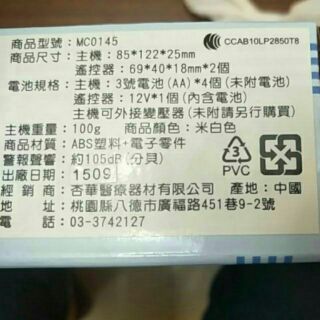 商品型號：MC0145
CCAB10LP2850T8
商品尺寸：主機：85*122*25mm
遙控器：69*40*18mm*2個
電池規格：主機：3號電池(AA)*4個(未附電池)
遙控器：12V*1個(內含電池)
主機可外接變壓器(未附請另行購買)
主機重量：100g 商品顏色：米白色
商品材質：ABS塑料+電子零件
警報聲響：約105dB(分貝)
出廠日期：1509
經銷商：杏華醫療器材有限公司 產地：中國
地址：桃園縣八德市廣福路451巷9-2號
電話：03-3742127
3
PVC